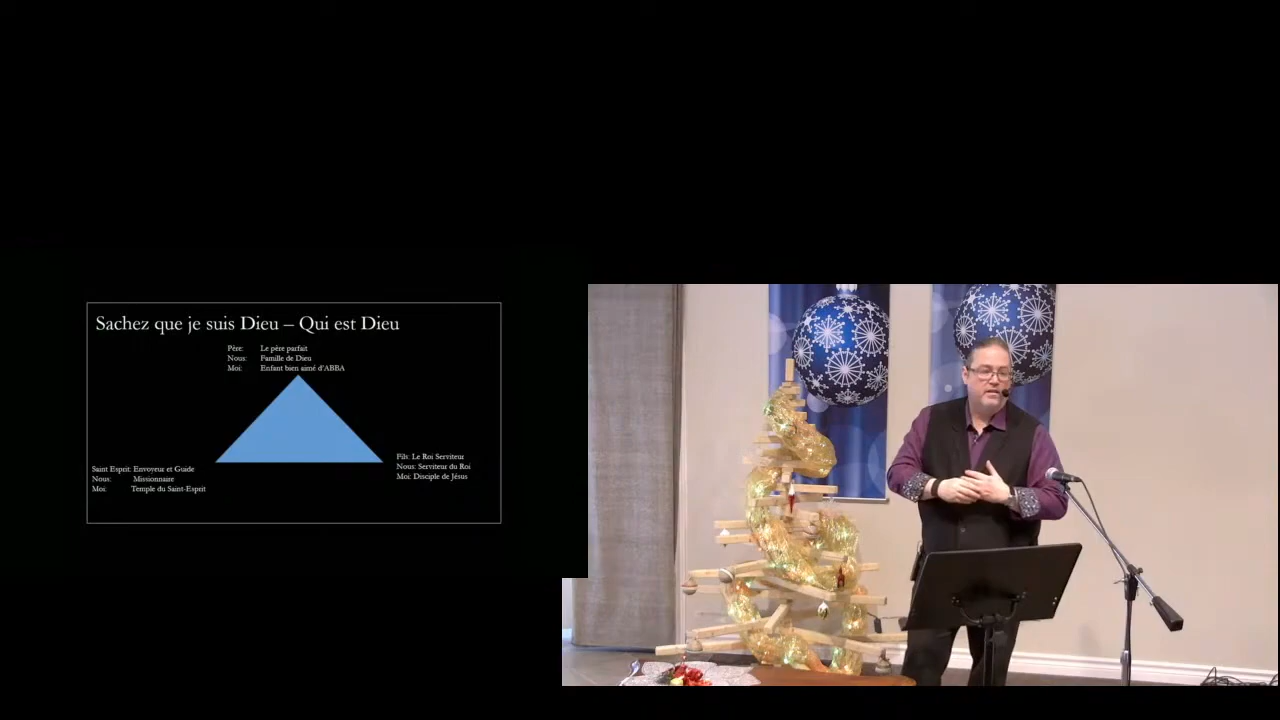 Sachez que je suis Dieu – Qui est Dieu
Père: Le père parfait
Nous: Famille de Dieu
Moi: Enfant bien aimé d'ABBA
Fils: Le Roi Serviteur
Nous: Serviteur du Roi
Moi: Disciple de Jésus
Saint Esprit: Envoyeur et Guide
Nous: Missionnaire
Moi: Temple du Saint-Esprit